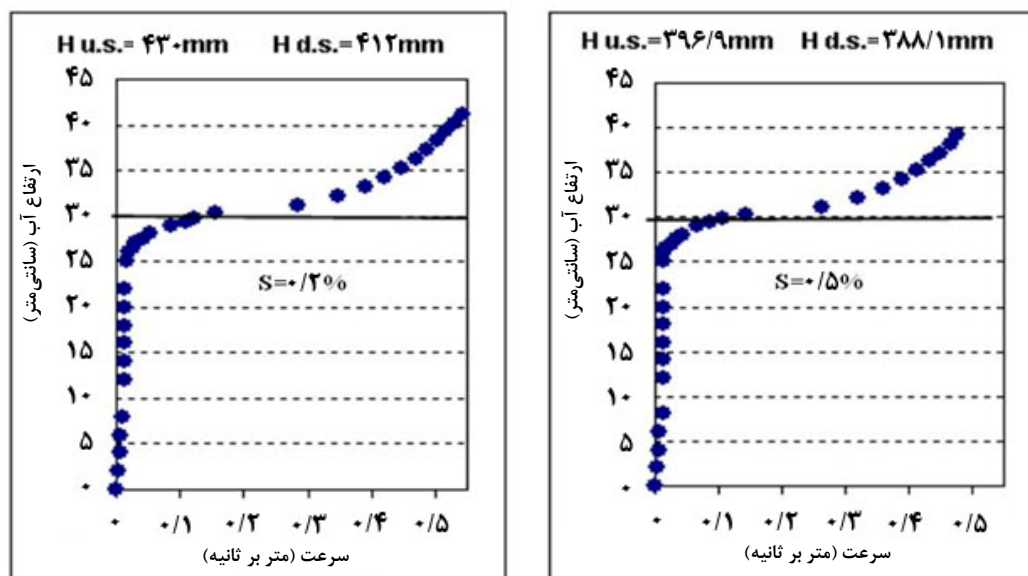 H u.s.= ۴۳۰mm H d.s.= ۴۱۲mm
ارتفاع آب (سانتی‌متر)
۴۵
۴۰
۳۵
۳۰
۲۵
۲۰
۱۵
۱۰
۵
۰
S=۰/۲%
۰ ۰/۱ ۰/۲ ۰/۳ ۰/۴ ۰/۵
سرعت (متر بر ثانیه)
H u.s.=۳۹۶/۹mm H d.s.=۳۸۸/۱mm
ارتفاع آب (سانتی‌متر)
۴۵
۴۰
۳۵
۳۰
۲۵
۲۰
۱۵
۱۰
۵
۰
S=۰/۵%
۰ ۰/۱ ۰/۲ ۰/۳ ۰/۴ ۰/۵
سرعت (متر بر ثانیه)